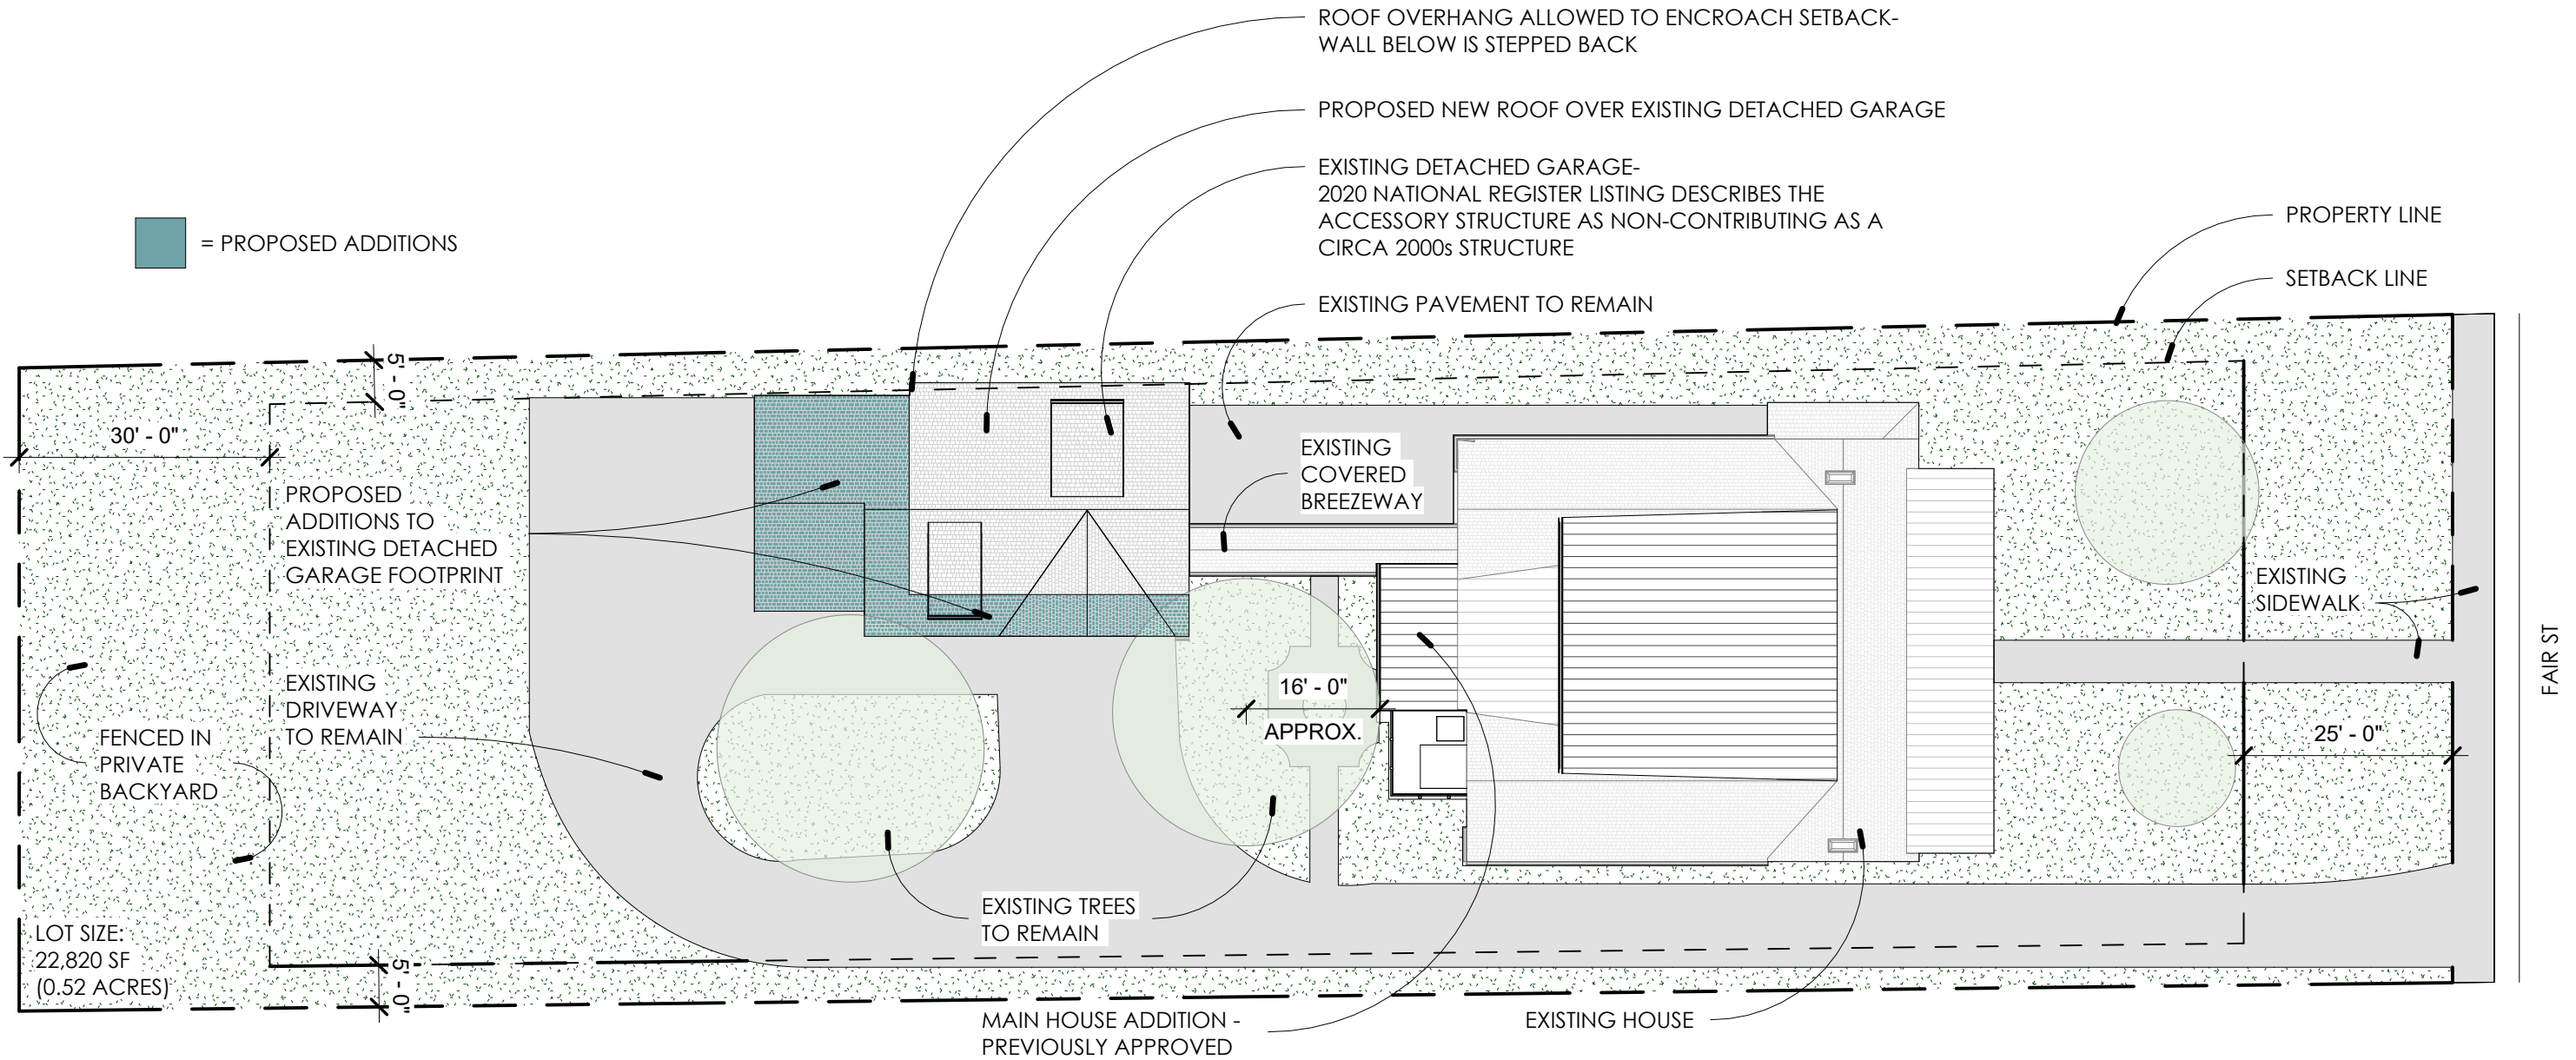 ROOF OVERHANG ALLOWED TO ENCROACH SETBACK-
WALL BELOW IS STEPPED BACK
PROPOSED NEW ROOF OVER EXISTING DETACHED GARAGE
EXISTING DETACHED GARAGE-
2020 NATIONAL REGISTER LISTING DESCRIBES THE
ACCESSORY STRUCTURE AS NON-CONTRIBUTING AS A
CIRCA 2000s STRUCTURE
EXISTING PAVEMENT TO REMAIN
PROPERTY LINE
SETBACK LINE
= PROPOSED ADDITIONS
5' - 0"
30' - 0"
PROPOSED
ADDITIONS TO
EXISTING DETACHED
GARAGE FOOTPRINT
EXISTING
COVERED
BREEZEWAY
EXISTING
SIDEWALK
FAIR ST
EXISTING
DRIVEWAY
TO REMAIN
16' - 0"
APPROX.
25' - 0"
FENCED IN
PRIVATE
BACKYARD
EXISTING TREES
TO REMAIN
LOT SIZE:
22,820 SF
(0.52 ACRES)
5' - 0"
MAIN HOUSE ADDITION -
PREVIOUSLY APPROVED
EXISTING HOUSE